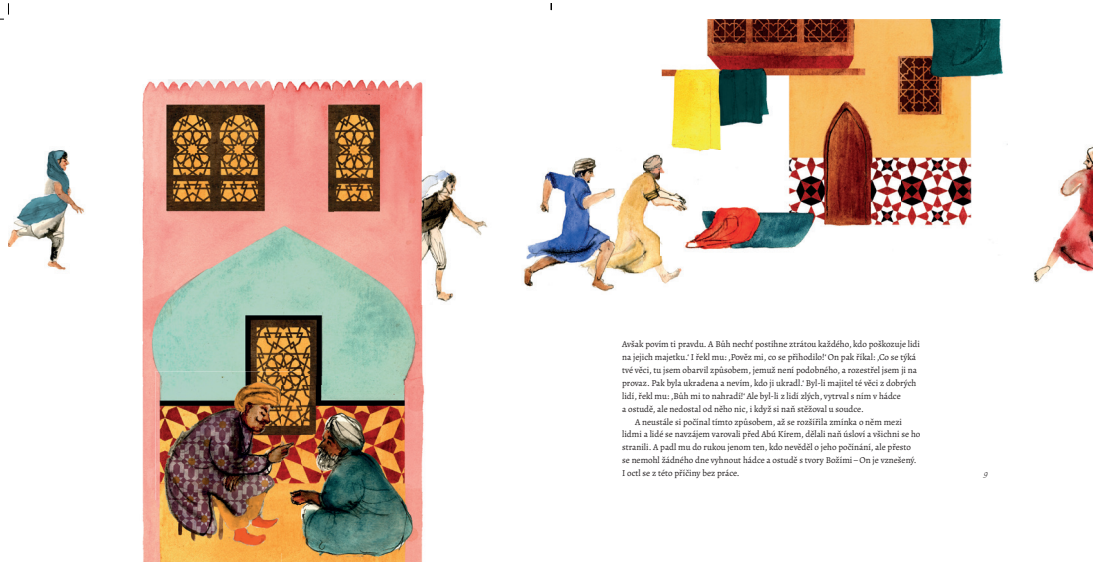 Avšak povím ti pravdu. A Bůh nechť postihne ztrátou každého, kdo poškozuje lidi
na jejich majetku.‘ I řekl mu: ‚Pověz mi, co se přihodilo!‘ On pak říkal: ‚Co se týká
tvé věci, tu jsem obarvil způsobem, jemuž není podobného, a rozestřel jsem ji na
provaz. Pak byla ukradena a nevím, kdo ji ukradl.‘ Byl-li majitel té věci z dobrých
lidí, řekl mu: ‚Bůh mi to nahradí!‘ Ale byl-li z lidí zlých, vytrval s ním v hádce
a ostudě, ale nedostal od něho nic, i když si naň stěžoval u soudce.
A neustále si počínal tímto způsobem, až se rozšířila zmínka o něm mezi
lidmi a lidé se navzájem varovali před Abú Kírem, dělali naň úsloví a všichni se ho
stranili. A padl mu do rukou jenom ten, kdo nevěděl o jeho počínání, ale přesto
se nemohl žádného dne vyhnout hádce a ostudě s tvory Božími – On je vznešený.
I octl se z této příčiny bez práce.
9